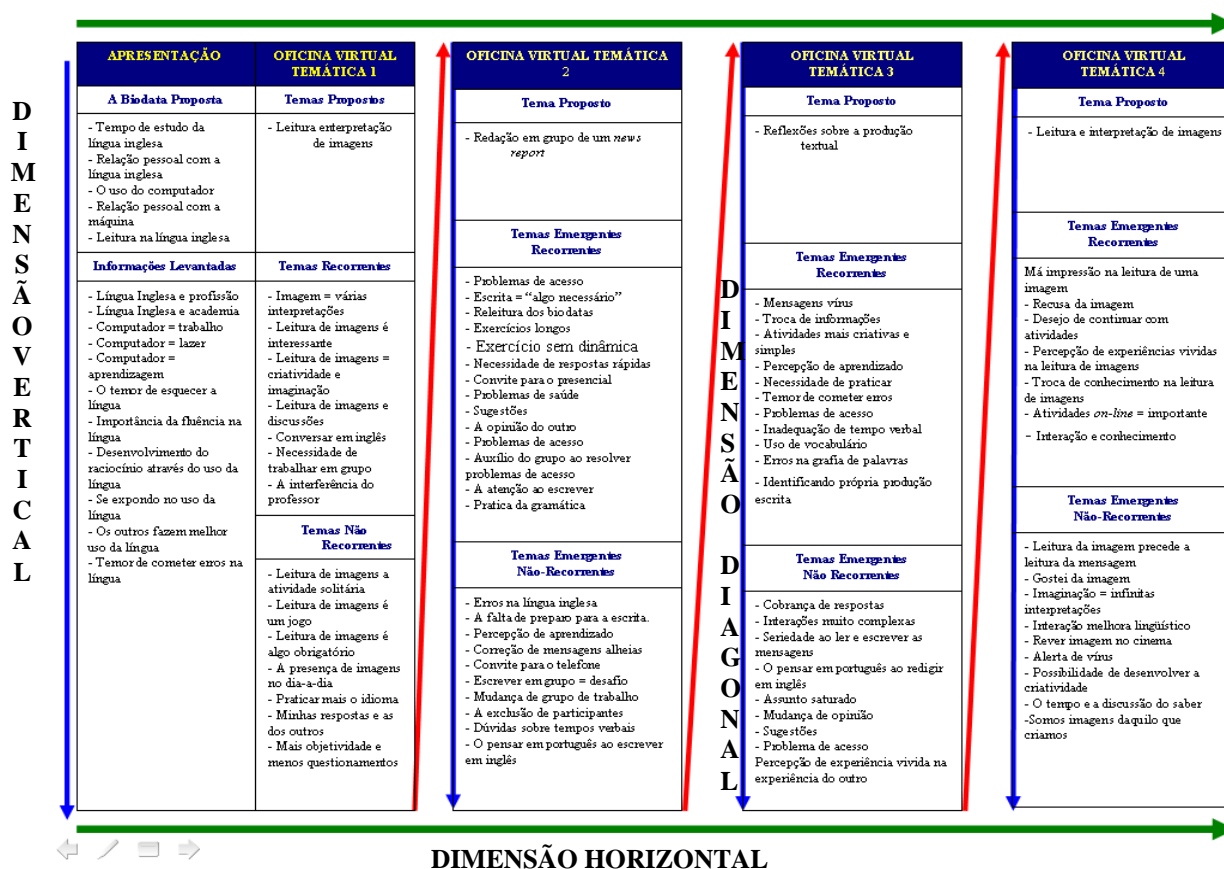 DIMENSÃO VERTICAL
APRESENTAÇÃO
A Biodata Proposta
- Tempo de estudo da
língua inglesa
- Relação pessoal com a
língua inglesa
- O uso do computador
- Relação pessoal com a
máquina
- Leitura na língua inglesa
Informações Levantadas
- Língua Inglesa e profissão
- Língua Inglesa e academia
- Computador = trabalho
- Computador = lazer
- Computador =
aprendizagem
- O temor de esquecer a
língua
- Importância da fluência na
língua
- Desenvolvimento do
raciocínio através do uso da
língua
- Se expondo no uso da
língua
- Os outros fazem melhor
uso da língua
- Temor de cometer erros na
língua
OFICINA VIRTUAL
TEMÁTICA 1
Temas Propostos
- Leitura enterpretação
de imagens
Temas Recorrentes
- Imagem = várias
interpretações
- Leitura de imagens é
interessante
- Leitura de imagens =
criatividade e
imaginação
- Leitura de imagens e
discussões
- Conversar em inglês
- Necessidade de
trabalhar em grupo
- A interferência do
professor
Temas Não
Recorrentes
- Leitura de imagens a
atividade solitária
- Leitura de imagens é
um jogo
- Leitura de imagens é
algo obrigatório
- A presença de imagens
no dia-a-dia
- Praticar mais o idioma
- Minhas respostas e as
dos outros
- Mais objetividade e
menos questionamentos
OFICINA VIRTUAL TEMÁTICA
2
Tema Proposto
- Redação em grupo de um news
report
Temas Emergentes
Recorrentes
- Problemas de acesso
- Escrita = “algo necessário”
- Releitura dos biodatas
- Exercícios longos
- Exercício sem dinâmica
- Necessidade de respostas rápidas
- Convite para o presencial
- Problemas de saúde
- Sugestões
- A opinião do outro
- Problemas de acesso
- Auxílio do grupo ao resolver
problemas de acesso
- A atenção ao escrever
- Pratica da gramática
Temas Emergentes
Não-Recorrentes
- Erros na língua inglesa
- A falta de preparo para a escrita.
- Percepção de aprendizado
- Correção de mensagens alheias
- Convite para o telefone
- Escrever em grupo = desafio
- Mudança de grupo de trabalho
- A exclusão de participantes
- Dúvidas sobre tempos verbais
- O pensar em português ao escrever
em inglês
DIMENSÃO DIAGONAL
OFICINA VIRTUAL
TEMÁTICA 3
Tema Proposto
- Reflexões sobre a produção
textual
Temas Emergentes
Recorrentes
- Mensagens vírus
- Troca de informações
- Atividades mais criativas e
simples
- Percepção de aprendizado
- Necessidade de praticar
- Temor de cometer erros
- Problemas de acesso
- Inadequação de tempo verbal
- Uso de vocabulário
- Erros na grafia de palavras
- Identificando própria produção
escrita
Temas Emergentes
Não Recorrentes
- Cobrança de respostas
- Interações muito complexas
- Seriedade ao ler e escrever as
mensagens
- O pensar em português ao redigir
em inglês
- Assunto saturado
- Mudança de opinião
- Sugestões
- Problema de acesso
Percepção de experiência vivida na
experiência do outro
OFICINA VIRTUAL
TEMÁTICA 4
Tema Proposto
- Leitura e interpretação de imagens
Temas Emergentes
Recorrentes
Má impressão na leitura de uma
imagem
- Recusa da imagem
- Desejo de continuar com
atividades
- Percepção de experiências vividas
na leitura de imagens
- Troca de conhecimento na leitura
de imagens
- Atividades on-line = importante
- Interação e conhecimento
Temas Emergentes
Não-Recorrentes
- Leitura da imagem precede a
leitura da mensagem
- Gostei da imagem
- Imaginação = infinitas
interpretações
- Interação melhora lingüístico
- Rever imagem no cinema
- Alerta de vírus
- Possibilidade de desenvolver a
criatividade
- O tempo e a discussão do saber
-Somos imagens daquilo que
criamos
DIMENSÃO HORIZONTAL